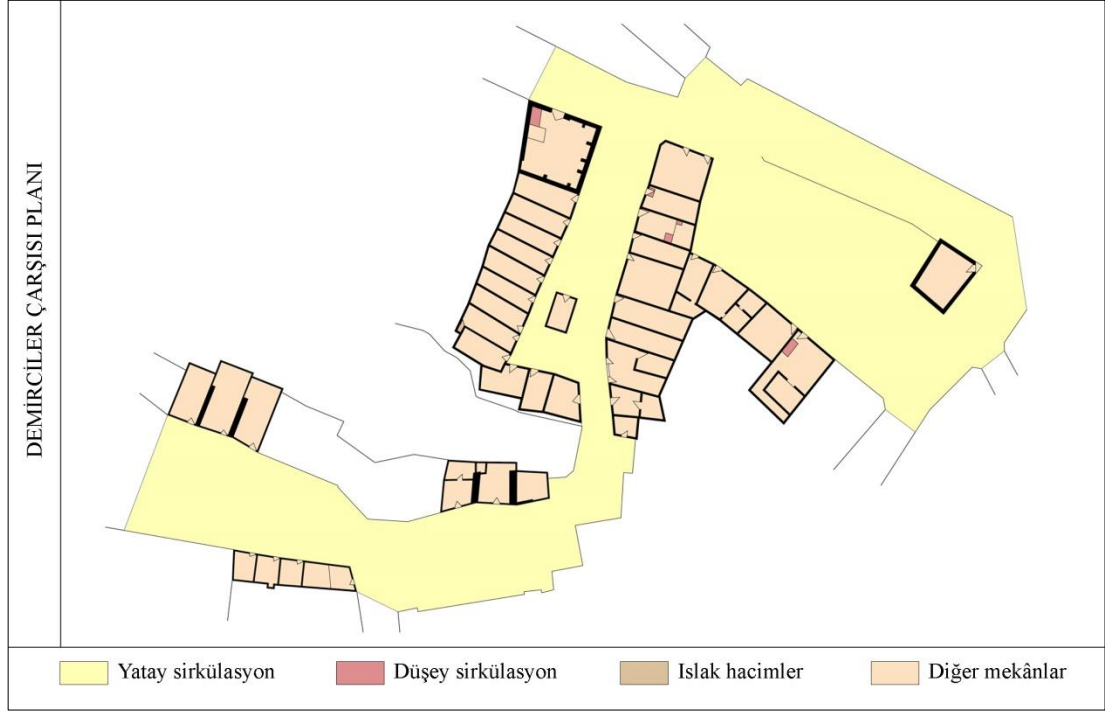 DEMİRCİLER ÇARŞISI PLANI
Yatay sirkülasyon
Düşey sirkülasyon
Islak hacimler
Diğer mekânlar